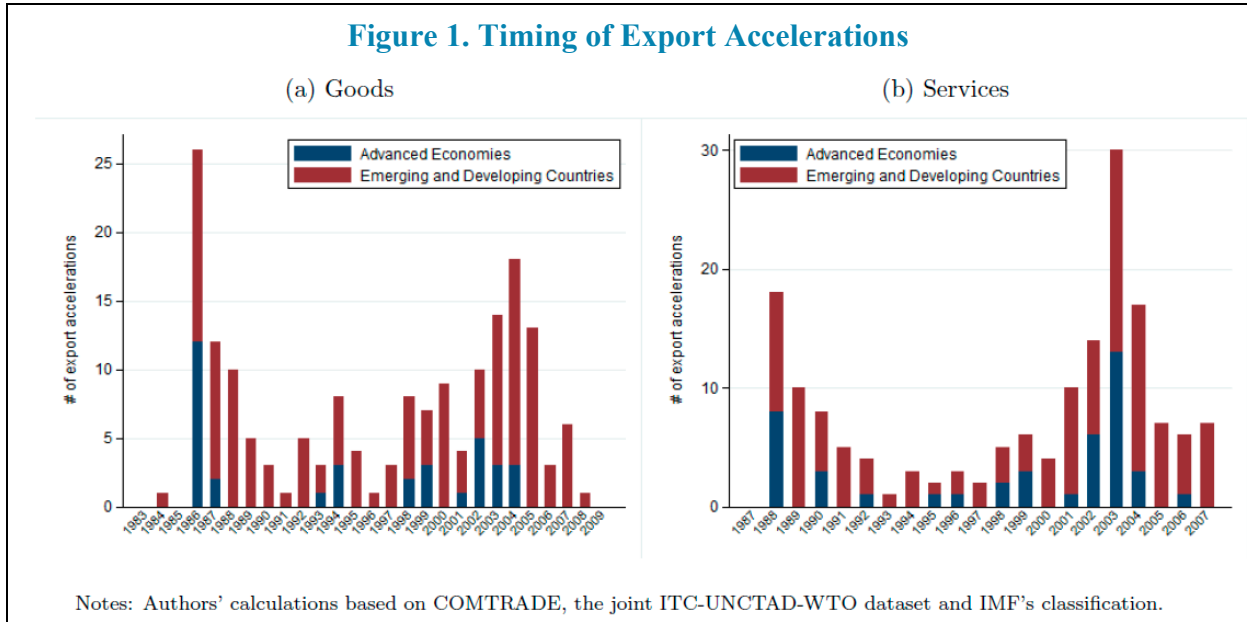 Figure 1. Timing of Export Accelerations
(a) Goods
(b) Services
Advanced Economies
Emerging and Developing Countries
# of export accelerations
25
20
15
10
5
0
1983 1984 1985 1986 1987 1988 1989 1990 1991 1992 1993 1994 1995 1996 1997 1998 1999 2000 2001 2002 2003 2004 2005 2006 2007 2008 2009
Advanced Economies
Emerging and Developing Countries
# of export accelerations
30
20
10
0
1987 1988 1989 1990 1991 1992 1993 1994 1995 1996 1997 1998 1999 2000 2001 2002 2003 2004 2005 2006 2007
Notes: Authors' calculations based on COMTRADE, the joint ITC-UNCTAD-WTO dataset and IMF's classification.